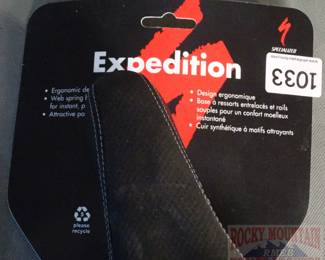 SPECIALIZED
1033
Expedition
• Ergonomic de
• Web spring
for instant, p
• Attractive pa
• Design ergonomique
• Base à ressorts entrelacés et rails
souples pour un confort moelleux
instantané
• Cuir synthétique à motifs attrayants
please
recycle
ROCKY MOUNTAIN